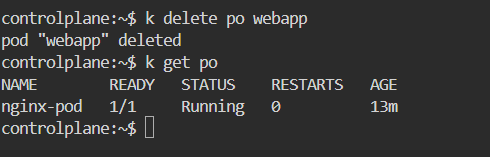 controlplane:~$ k delete po webapp
pod "webapp" deleted
controlplane:~$ k get po
NAME        READY   STATUS    RESTARTS   AGE
nginx-pod   1/1     Running   0          13m
controlplane:~$